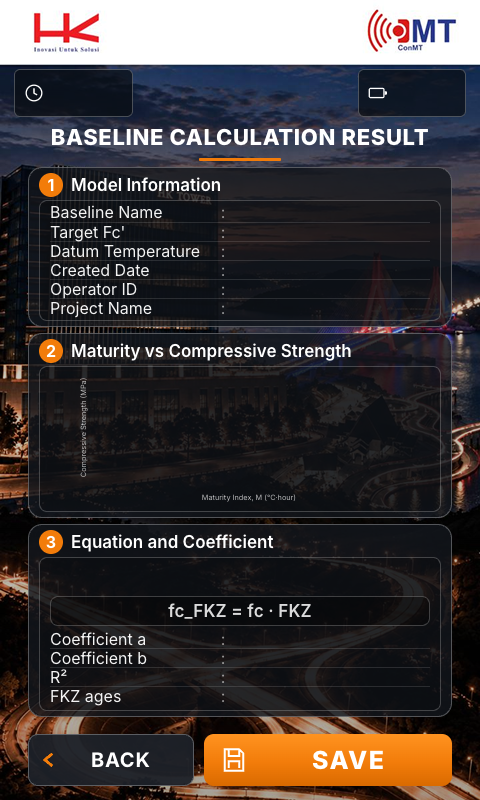 HK
Inovasi Untuk Solusi
MT
ConMT
BASELINE CALCULATION RESULT
1 Model Information
Baseline Name :
Target Fc' :
Datum Temperature :
Created Date :
Operator ID :
Project Name :
2 Maturity vs Compressive Strength
Compressive Strength (MPa)
Maturity Index, M (°C·hour)
3 Equation and Coefficient
fc_FKZ = fc · FKZ
Coefficient a :
Coefficient b :
R² :
FKZ ages :
BACK
SAVE